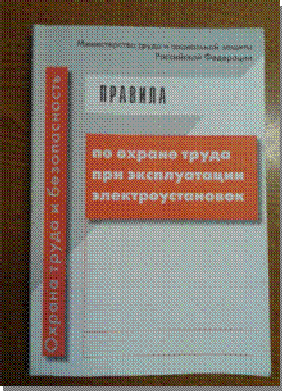 Министерство труда и социальной защиты
Российской Федерации
ПРАВИЛА
по охране труда
при эксплуатации
электроустановок
Охрана труда и безопасность